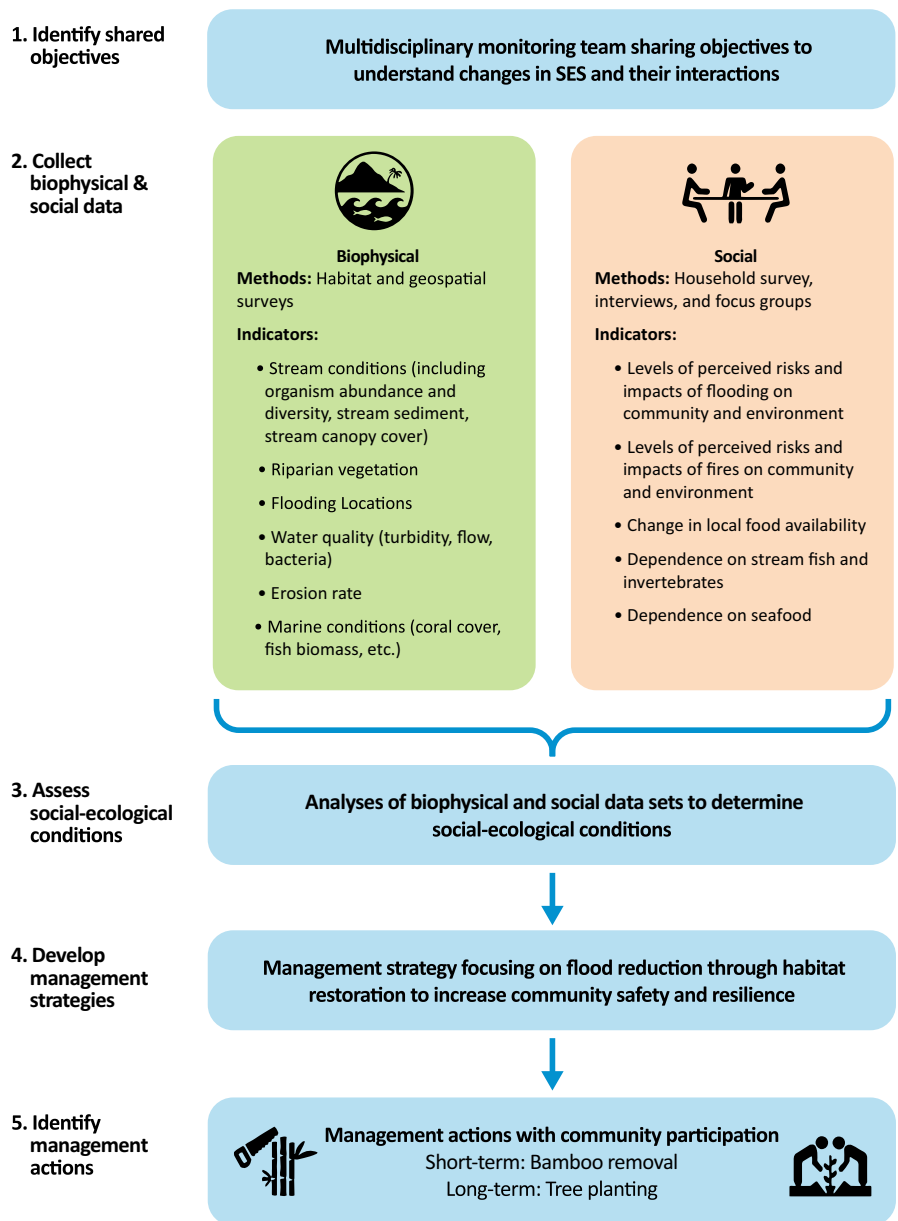 1. Identify shared
objectives
Multidisciplinary monitoring team sharing objectives to
understand changes in SES and their interactions
2. Collect
biophysical &
social data
Biophysical
Methods: Habitat and geospatial
surveys
Indicators:
• Stream conditions (including
organism abundance and
diversity, stream sediment,
stream canopy cover)
• Riparian vegetation
• Flooding Locations
• Water quality (turbidity, flow,
bacteria)
• Erosion rate
• Marine conditions (coral cover,
fish biomass, etc.)
Social
Methods: Household survey,
interviews, and focus groups
Indicators:
• Levels of perceived risks and
impacts of flooding on
community and environment
• Levels of perceived risks and
impacts of fires on community
and environment
• Change in local food availability
• Dependence on stream fish and
invertebrates
• Dependence on seafood
3. Assess
social-ecological
conditions
Analyses of biophysical and social data sets to determine
social-ecological conditions
4. Develop
management
strategies
Management strategy focusing on flood reduction through habitat
restoration to increase community safety and resilience
5. Identify
management
actions
Management actions with community participation
Short-term: Bamboo removal
Long-term: Tree planting